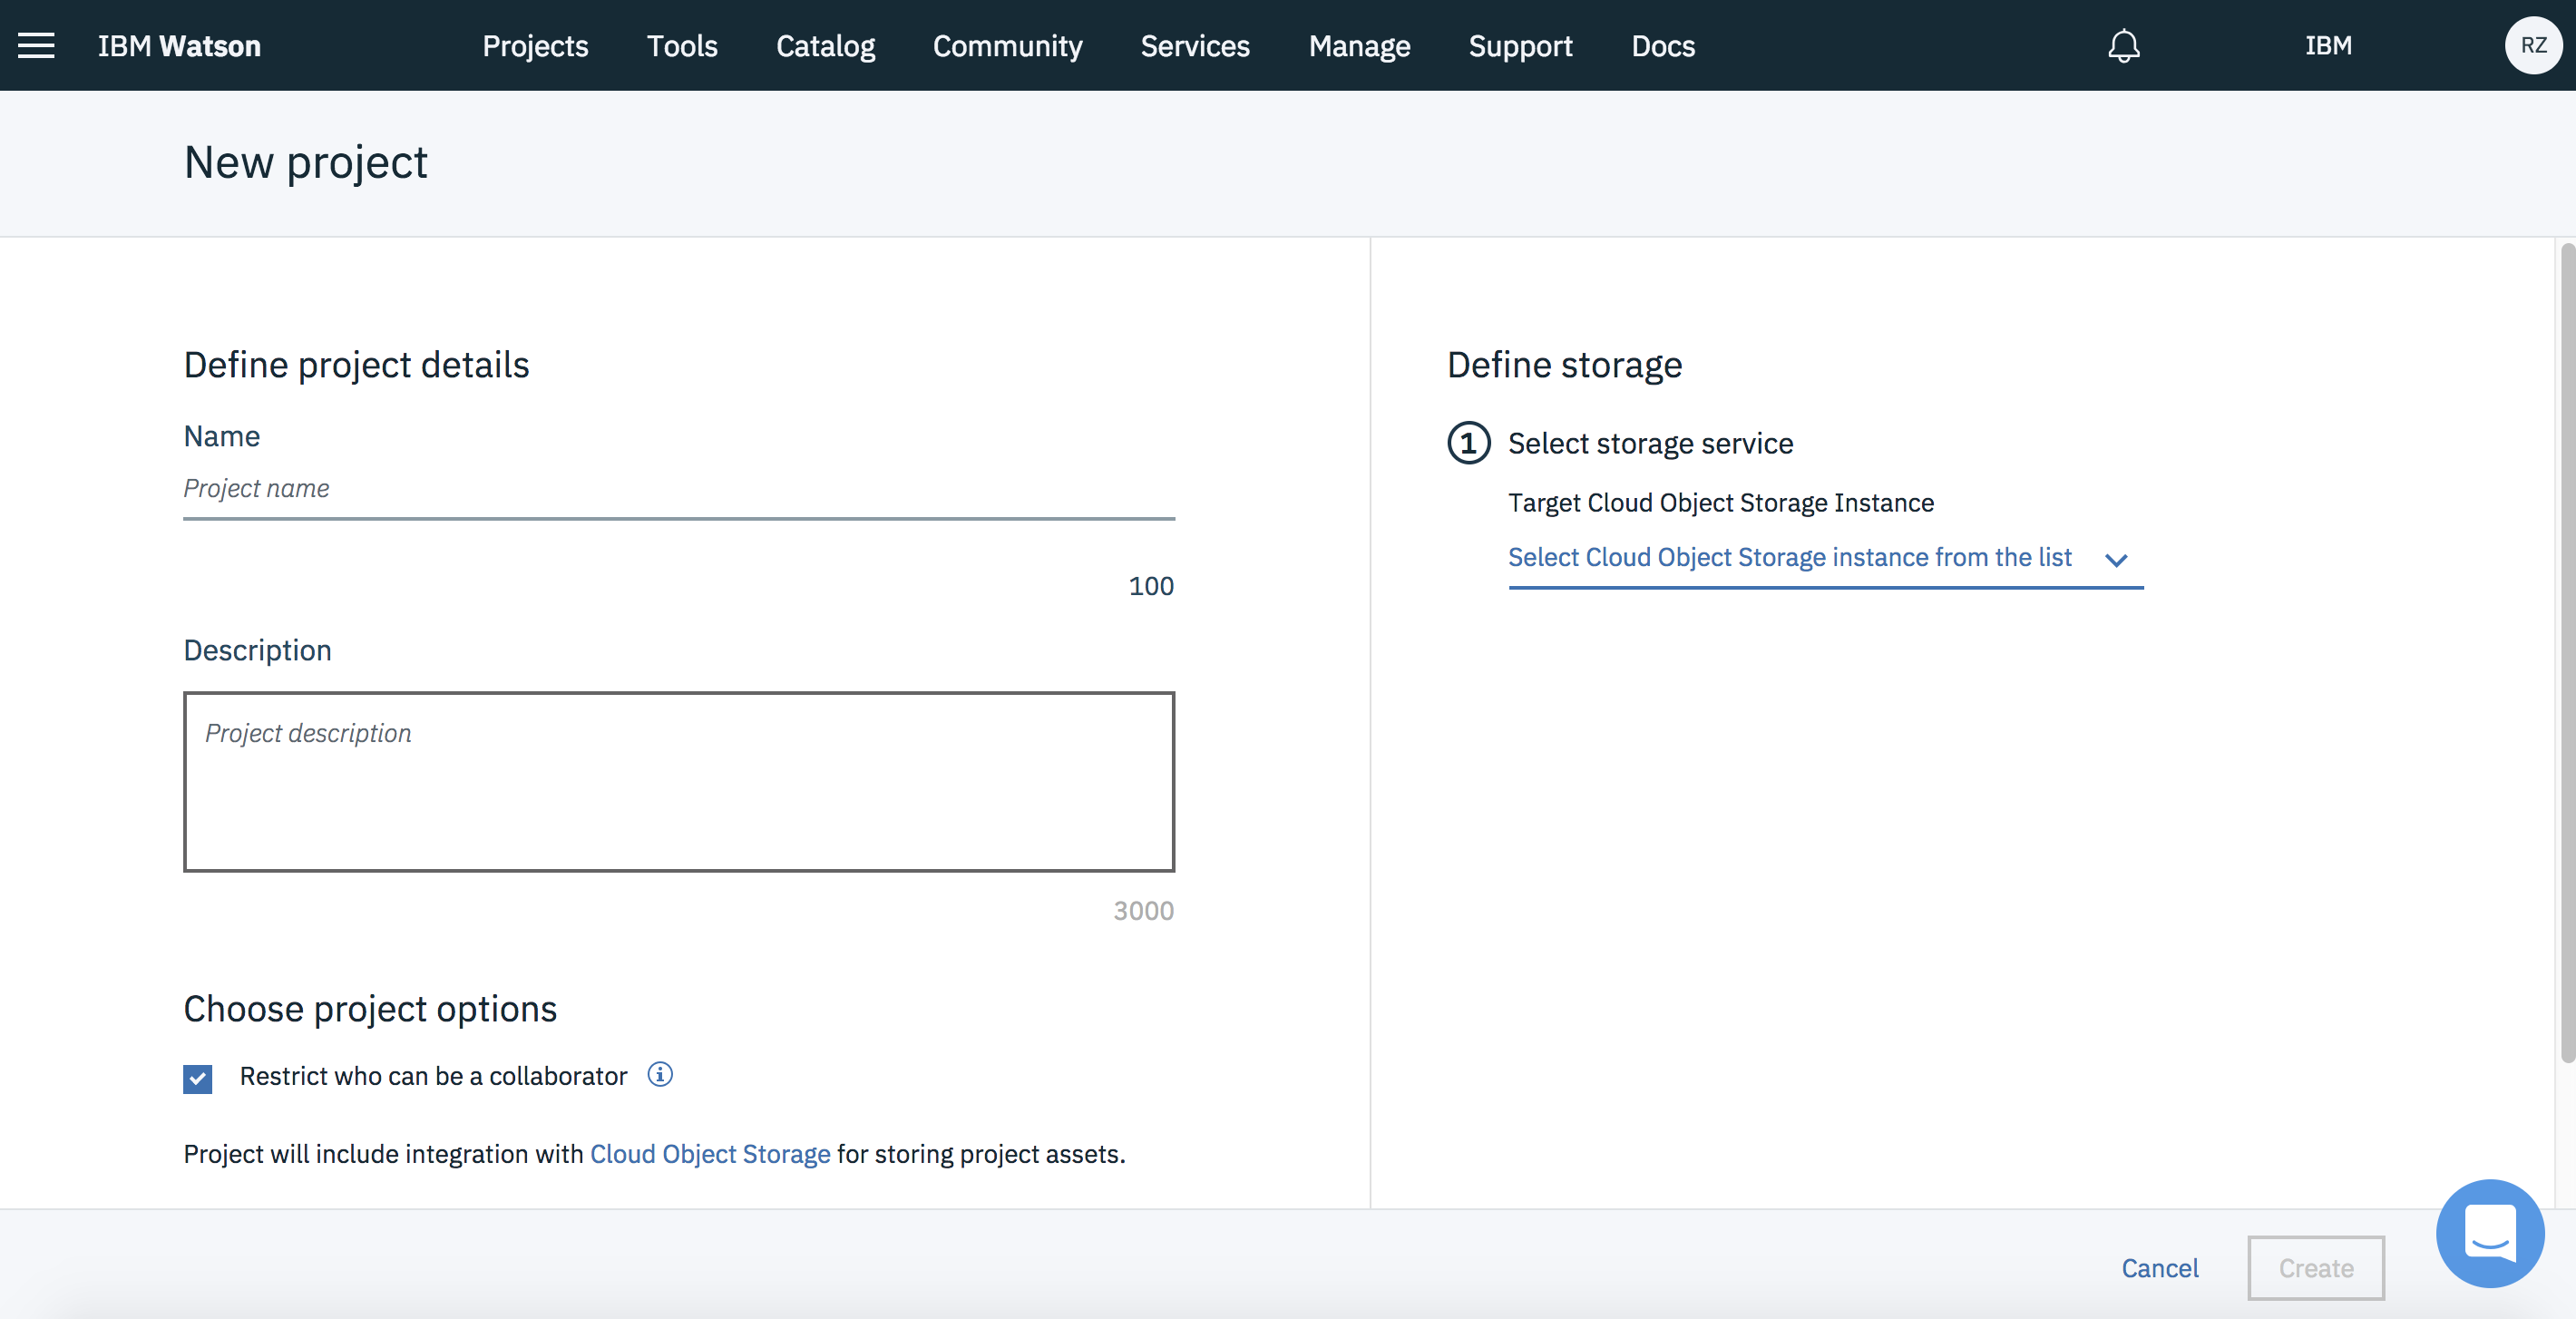 IBM Watson
Projects
Tools
Catalog
Community
Services
Manage
Support
Docs
IBM
RZ
New project
Define project details
Name
Project name
100
Description
Project description
3000
Choose project options
Restrict who can be a collaborator
Project will include integration with Cloud Object Storage for storing project assets.
Define storage
1 Select storage service
Target Cloud Object Storage Instance
Select Cloud Object Storage instance from the list
Cancel
Create